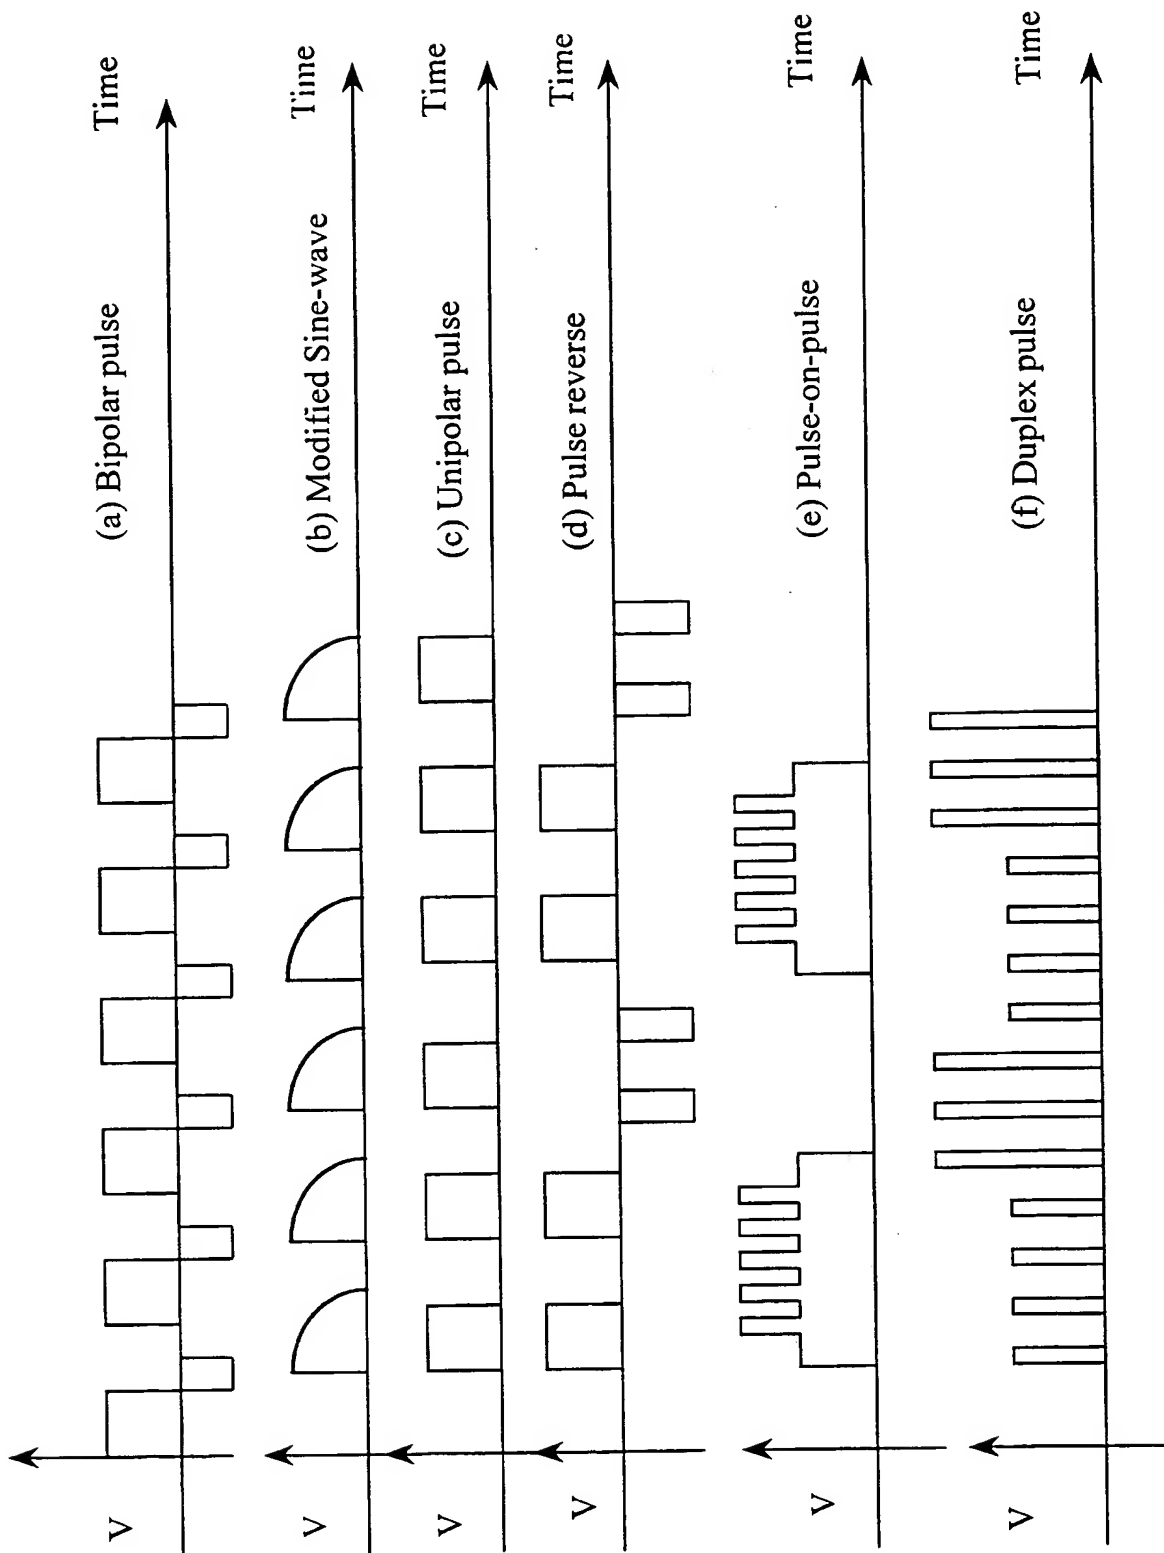 V
(a) Bipolar pulse
Time
V
(b) Modified Sine-wave
Time
V
(c) Unipolar pulse
Time
V
(d) Pulse reverse
Time
V
(e) Pulse-on-pulse
Time
V
(f) Duplex pulse
Time